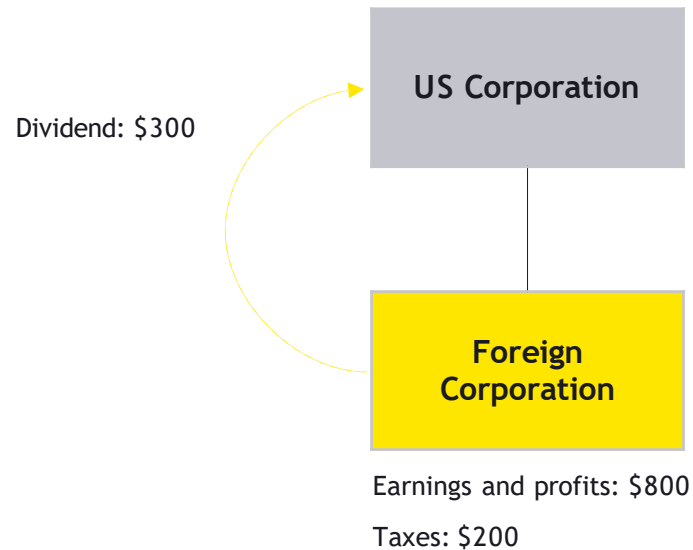 US Corporation
Dividend: $300
Foreign
Corporation
Earnings and profits: $800
Taxes: $200